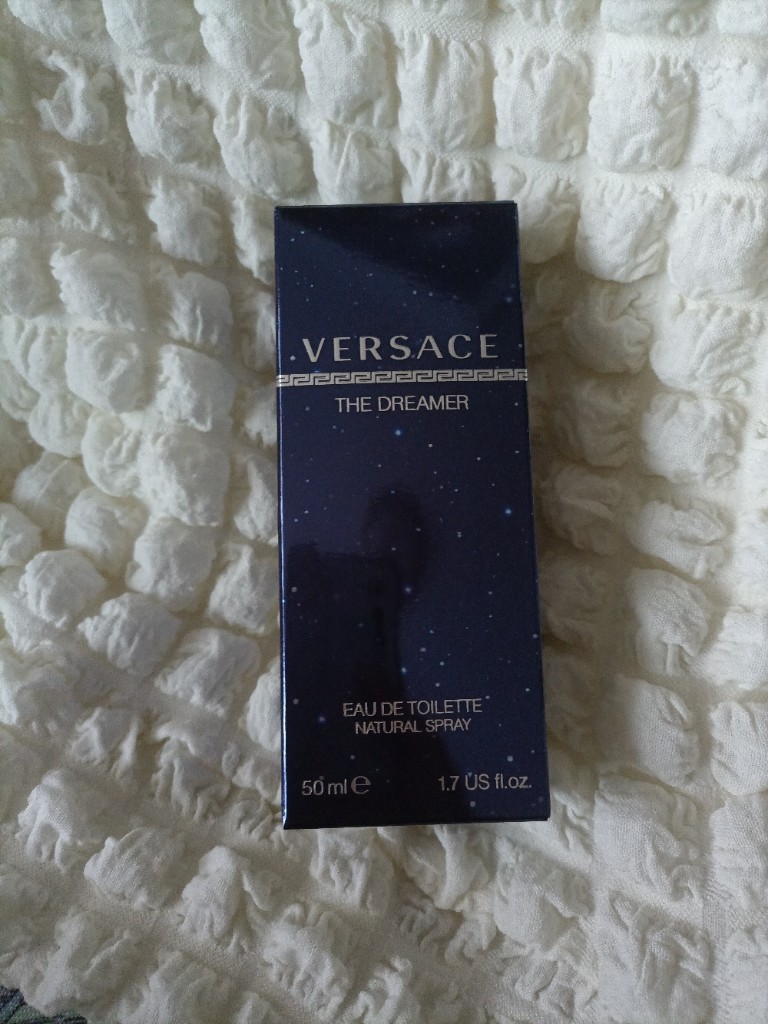 VERSACE
THE DREAMER
EAU DE TOILETTE
NATURAL SPRAY
50 ml ℮ 1.7 US fl.oz.